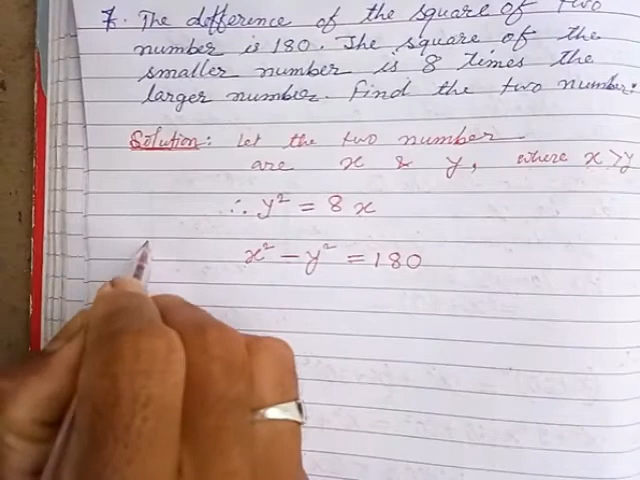 7. The difference of the square of two
number is 180. The square of the
smaller number is 8 times the
larger number. Find the two number.
Solution: Let the two number
are x & y, where x>y
∴ y² = 8x
x² − y² = 180